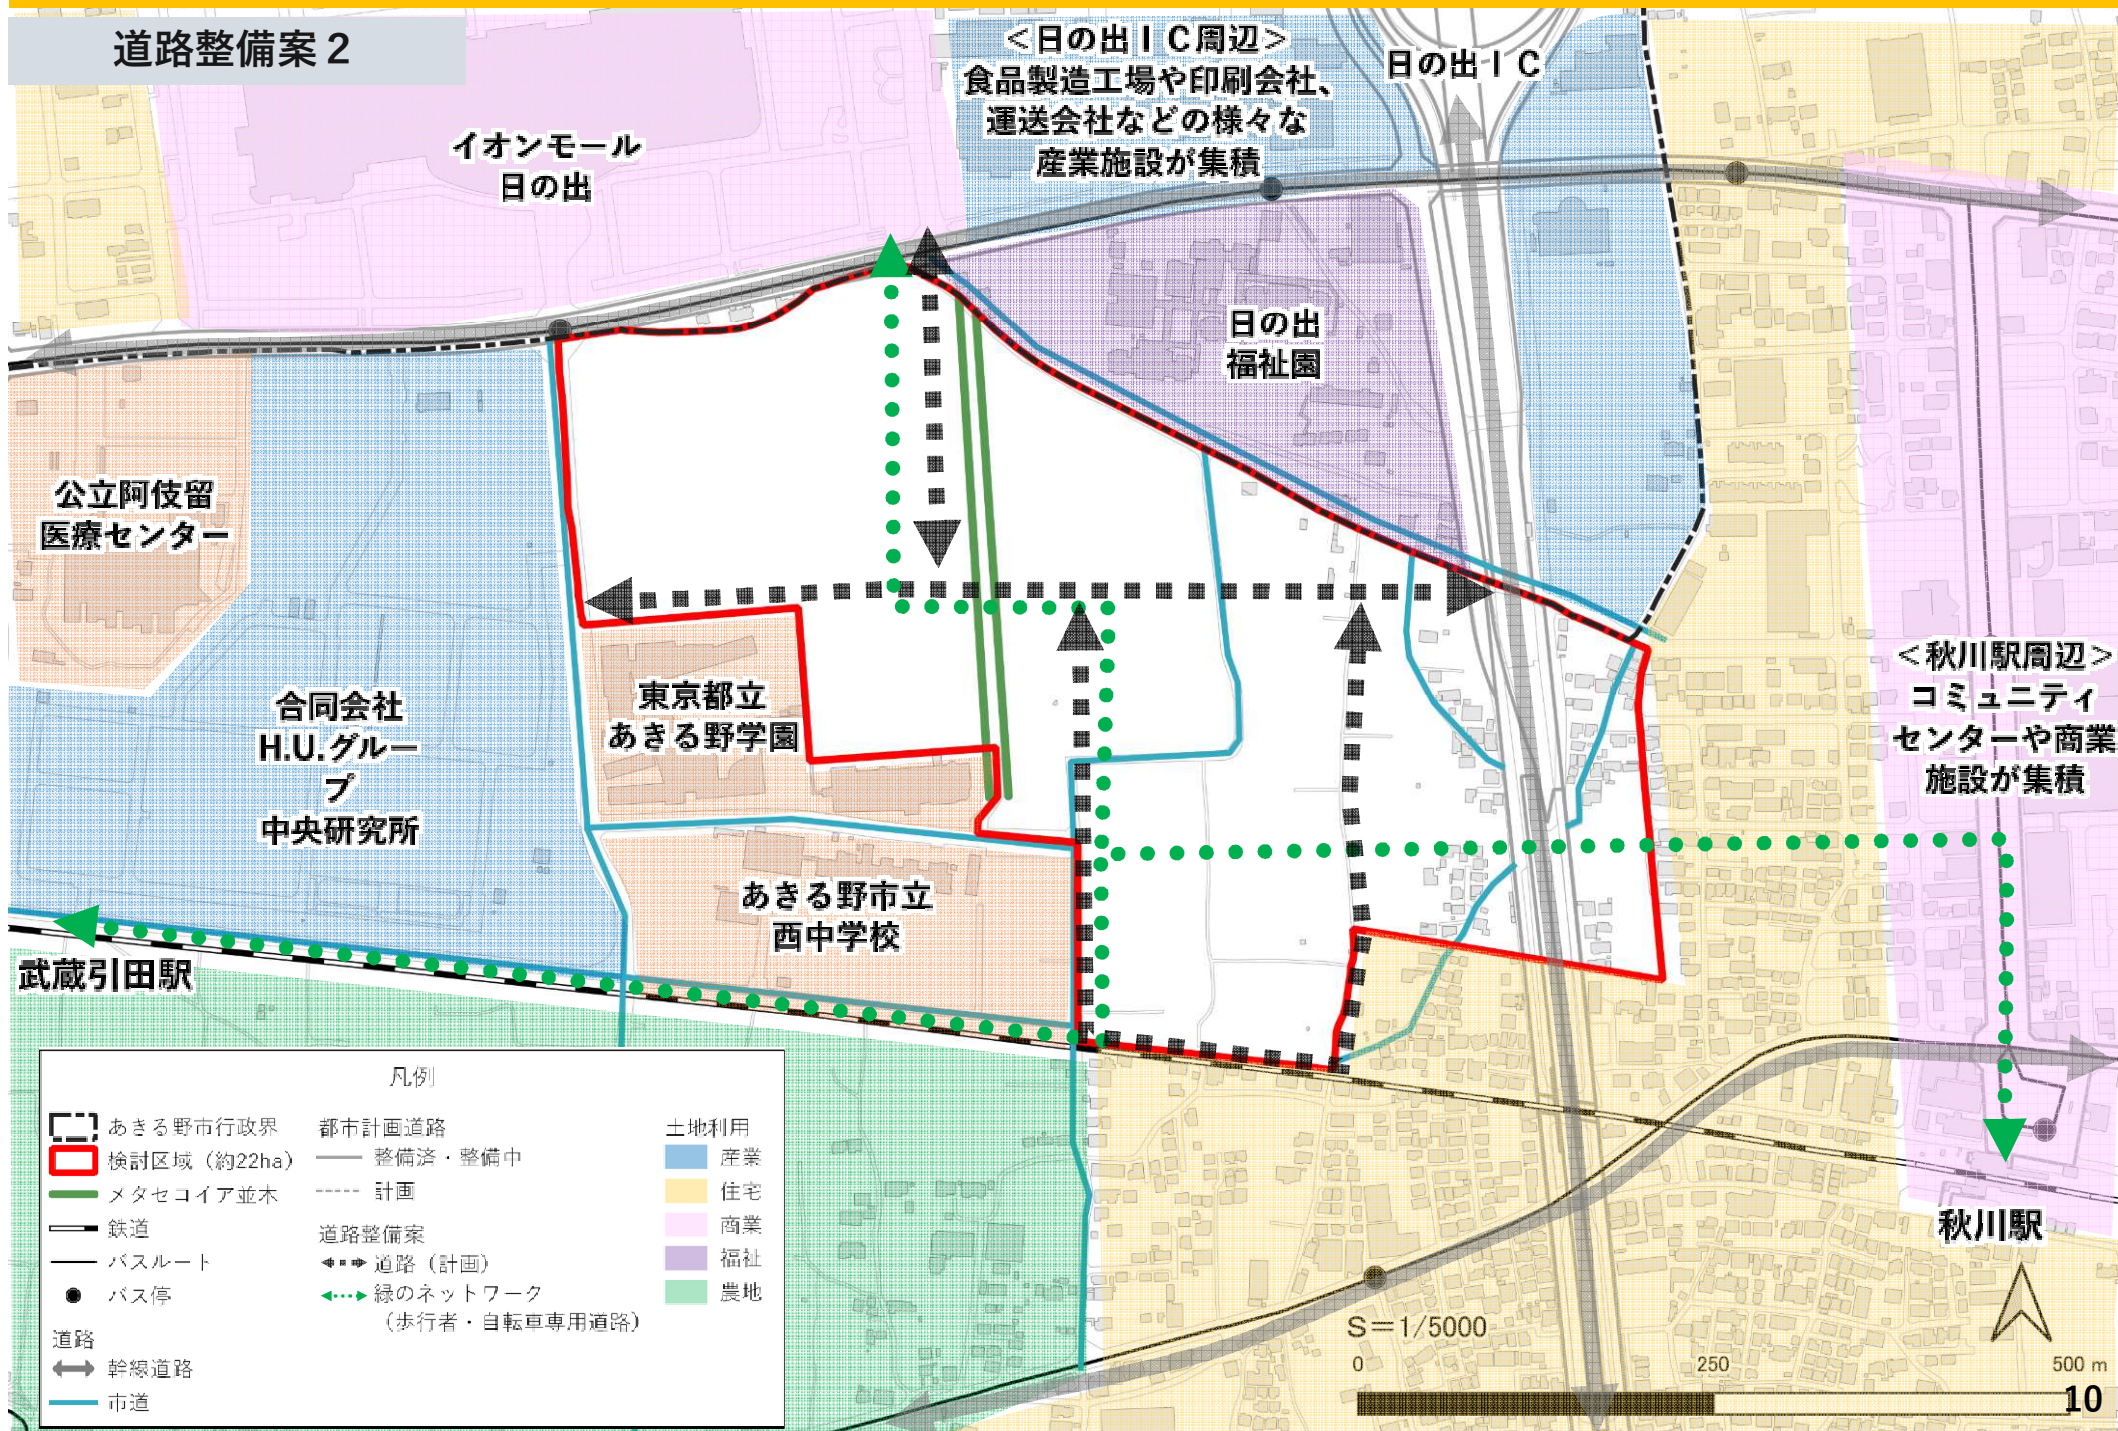 道路整備案２
＜日の出ＩＣ周辺＞
食品製造工場や印刷会社、
運送会社などの様々な
産業施設が集積
日の出ＩＣ
イオンモール
日の出
日の出
福祉園
公立阿伎留
医療センター
合同会社
H.U.グルー
プ
中央研究所
東京都立
あきる野学園
あきる野市立
西中学校
＜秋川駅周辺＞
コミュニティ
センターや商業
施設が集積
武蔵引田駅
秋川駅
凡例
あきる野市行政界
検討区域（約22ha）
メタセコイア並木
鉄道
バスルート
バス停
道路
幹線道路
市道
都市計画道路
整備済・整備中
計画
道路整備案
道路（計画）
緑のネットワーク
（歩行者・自転車専用道路）
土地利用
産業
住宅
商業
福祉
農地
S＝1/5000
0 250 500 m
10